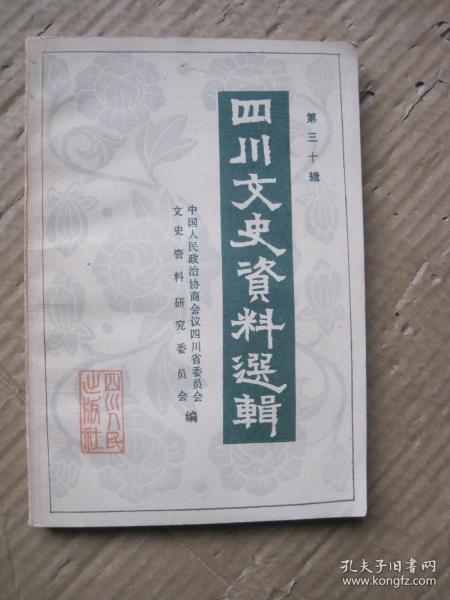 第三十辑
四川文史資料選輯
中国人民政治协商会议四川省委员会
文史资料研究委员会
编
四川人民
出版社
孔夫子旧书网
www.kongfz.com